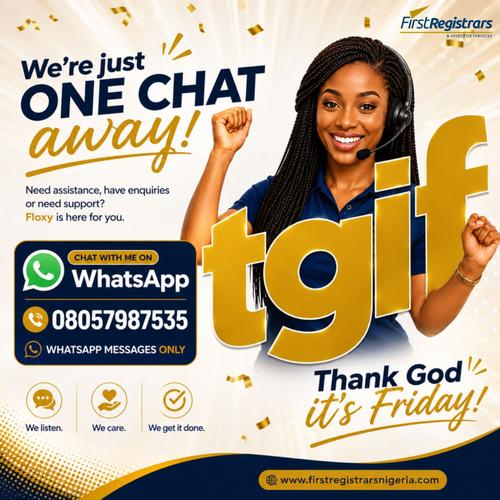 FirstRegistrars
& INVESTOR SERVICES
We're just
ONE CHAT
away!
Need assistance, have enquiries
or need support?
Floxy is here for you.
CHAT WITH ME ON
WhatsApp
08057987535
WHATSAPP MESSAGES ONLY
tgif
Thank God
it's Friday!
We listen.
We care.
We get it done.
www.firstregistrarsnigeria.com